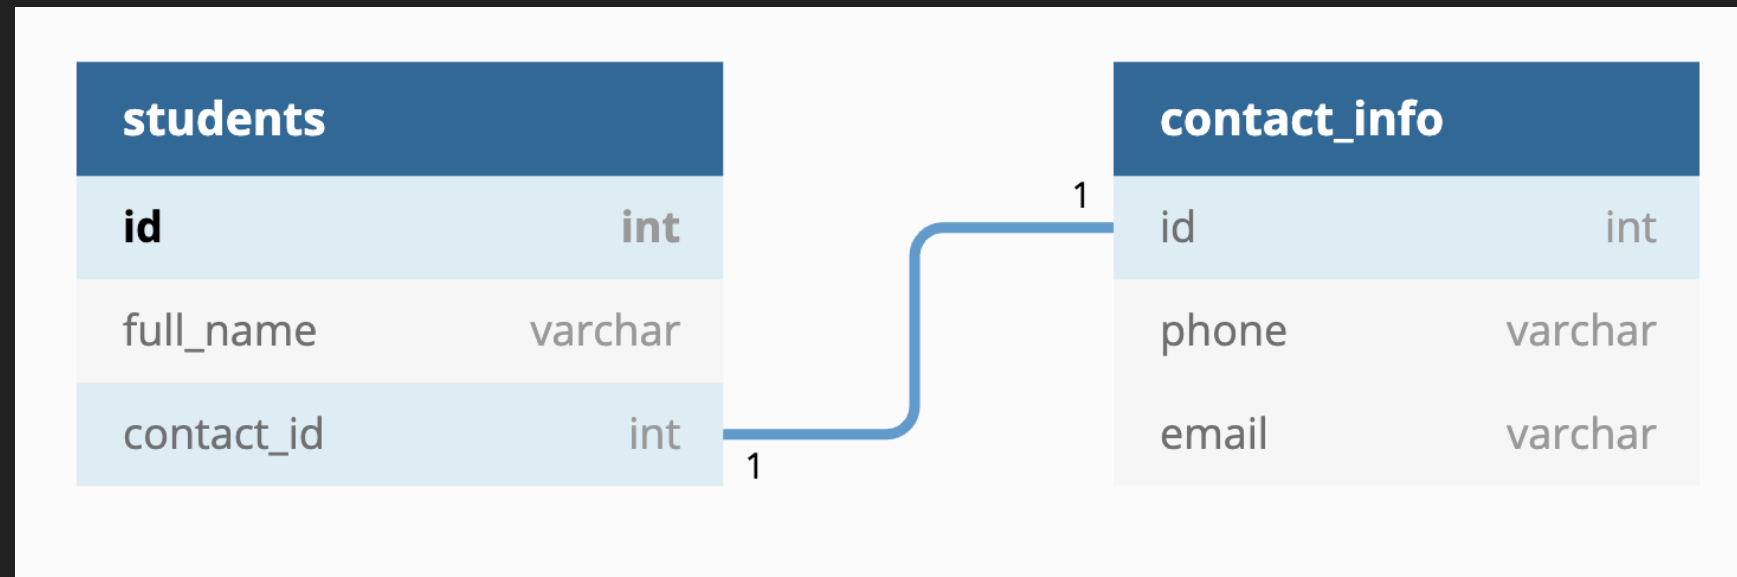 students
id int
full_name varchar
contact_id int
1
1
contact_info
id int
phone varchar
email varchar